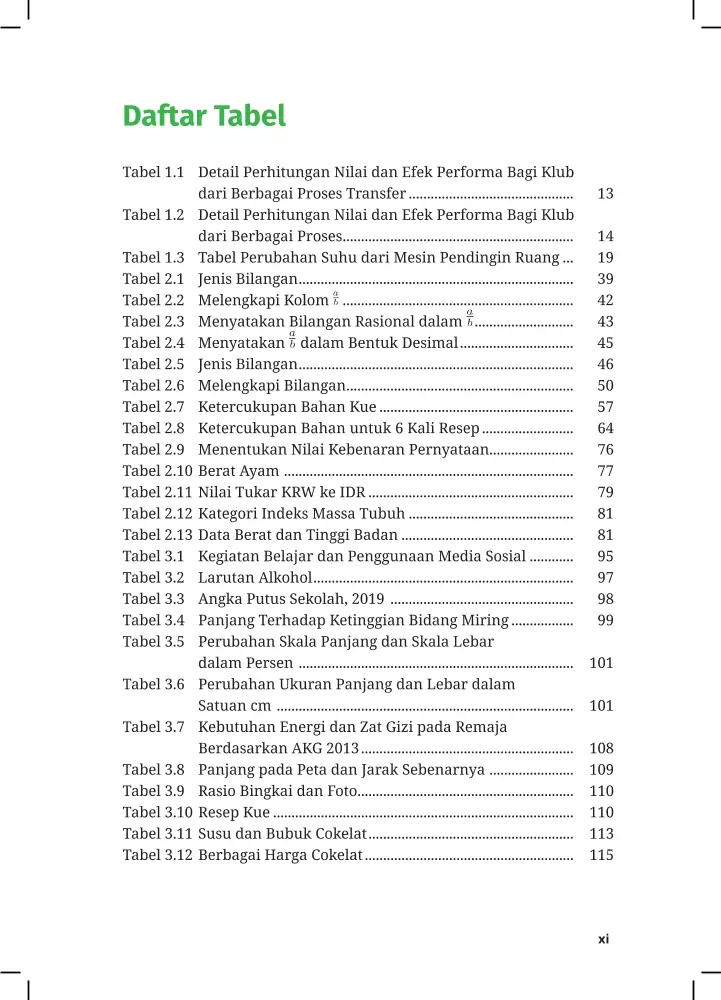 Daftar Tabel
Tabel 1.1 Detail Perhitungan Nilai dan Efek Performa Bagi Klub
dari Berbagai Proses Transfer ............................................. 13
Tabel 1.2 Detail Perhitungan Nilai dan Efek Performa Bagi Klub
dari Berbagai Proses............................................................... 14
Tabel 1.3 Tabel Perubahan Suhu dari Mesin Pendingin Ruang ... 19
Tabel 2.1 Jenis Bilangan........................................................................... 39
Tabel 2.2 Melengkapi Kolom a/b ............................................................... 42
Tabel 2.3 Menyatakan Bilangan Rasional dalam a/b........................... 43
Tabel 2.4 Menyatakan a/b dalam Bentuk Desimal............................... 45
Tabel 2.5 Jenis Bilangan........................................................................... 46
Tabel 2.6 Melengkapi Bilangan.............................................................. 50
Tabel 2.7 Ketercukupan Bahan Kue ..................................................... 57
Tabel 2.8 Ketercukupan Bahan untuk 6 Kali Resep ......................... 64
Tabel 2.9 Menentukan Nilai Kebenaran Pernyataan....................... 76
Tabel 2.10 Berat Ayam ............................................................................... 77
Tabel 2.11 Nilai Tukar KRW ke IDR ........................................................ 79
Tabel 2.12 Kategori Indeks Massa Tubuh ............................................. 81
Tabel 2.13 Data Berat dan Tinggi Badan ............................................... 81
Tabel 3.1 Kegiatan Belajar dan Penggunaan Media Sosial ............ 95
Tabel 3.2 Larutan Alkohol....................................................................... 97
Tabel 3.3 Angka Putus Sekolah, 2019 .................................................. 98
Tabel 3.4 Panjang Terhadap Ketinggian Bidang Miring ................. 99
Tabel 3.5 Perubahan Skala Panjang dan Skala Lebar
dalam Persen ........................................................................... 101
Tabel 3.6 Perubahan Ukuran Panjang dan Lebar dalam
Satuan cm ................................................................................. 101
Tabel 3.7 Kebutuhan Energi dan Zat Gizi pada Remaja
Berdasarkan AKG 2013.......................................................... 108
Tabel 3.8 Panjang pada Peta dan Jarak Sebenarnya ....................... 109
Tabel 3.9 Rasio Bingkai dan Foto........................................................... 110
Tabel 3.10 Resep Kue .................................................................................. 110
Tabel 3.11 Susu dan Bubuk Cokelat........................................................ 113
Tabel 3.12 Berbagai Harga Cokelat......................................................... 115
xi